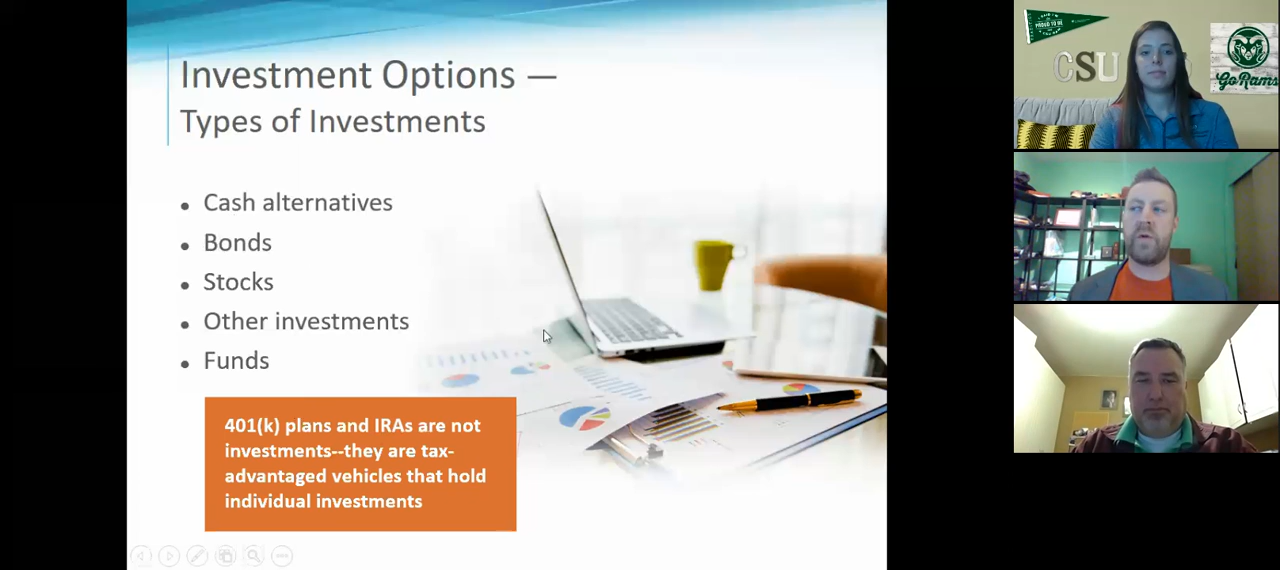 Investment Options —
Types of Investments
• Cash alternatives
• Bonds
• Stocks
• Other investments
• Funds
401(k) plans and IRAs are not
investments--they are tax-
advantaged vehicles that hold
individual investments
PROUD TO BE
CSU
Go Rams